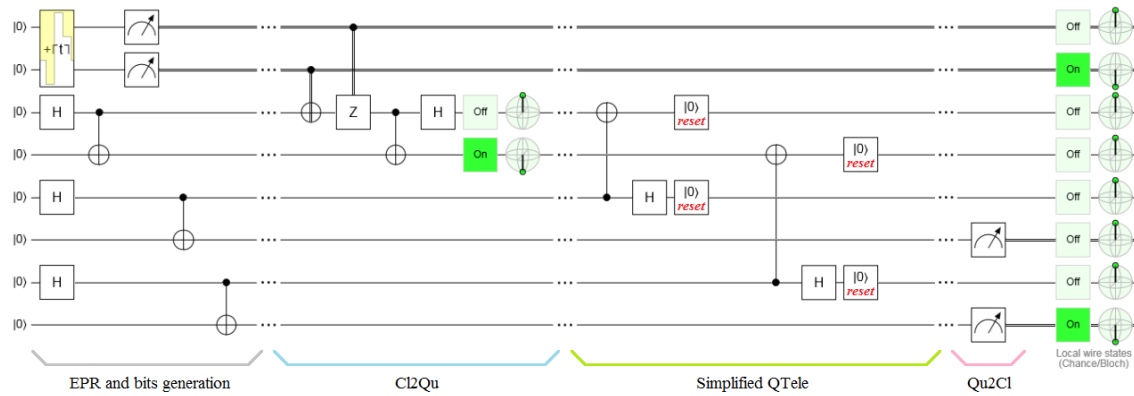 |0⟩ +⌈t⌉ ... ... Off
|0⟩ ... ... On
|0⟩ H ... Z H Off ... |0⟩ reset ... Off
|0⟩ ... On ... |0⟩ reset ... Off
|0⟩ H ... ... H |0⟩ reset ... Off
|0⟩ ... ... ... Off
|0⟩ H ... ... H |0⟩ reset ... Off
|0⟩ ... ... ... On
Local wire states
(Chance/Bloch)
EPR and bits generation Cl2Qu Simplified QTele Qu2Cl